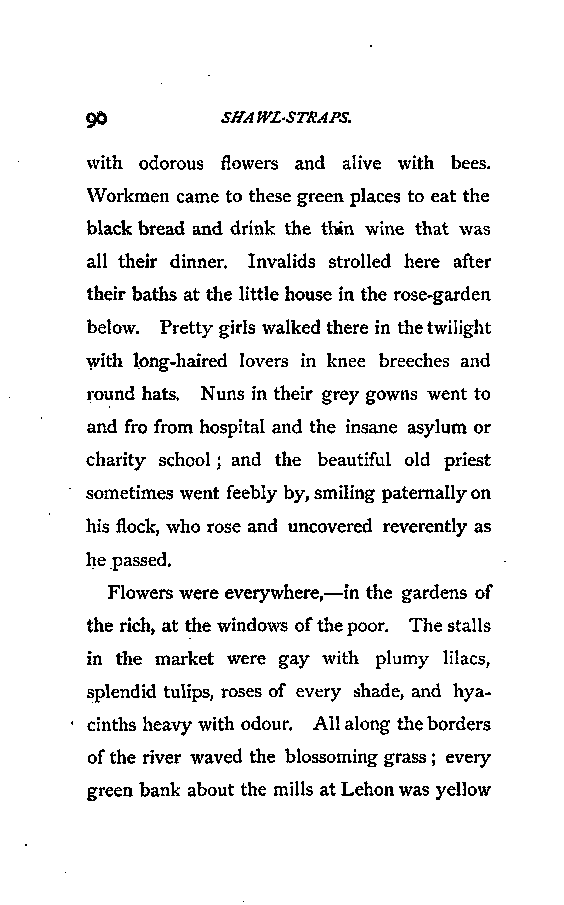 90 SHAWL-STRAPS.
with odorous flowers and alive with bees.
Workmen came to these green places to eat the
black bread and drink the thin wine that was
all their dinner. Invalids strolled here after
their baths at the little house in the rose-garden
below. Pretty girls walked there in the twilight
with long-haired lovers in knee breeches and
round hats. Nuns in their grey gowns went to
and fro from hospital and the insane asylum or
charity school; and the beautiful old priest
sometimes went feebly by, smiling paternally on
his flock, who rose and uncovered reverently as
he passed.
Flowers were everywhere,—in the gardens of
the rich, at the windows of the poor. The stalls
in the market were gay with plumy lilacs,
splendid tulips, roses of every shade, and hya-
cinths heavy with odour. All along the borders
of the river waved the blossoming grass; every
green bank about the mills at Lehon was yellow